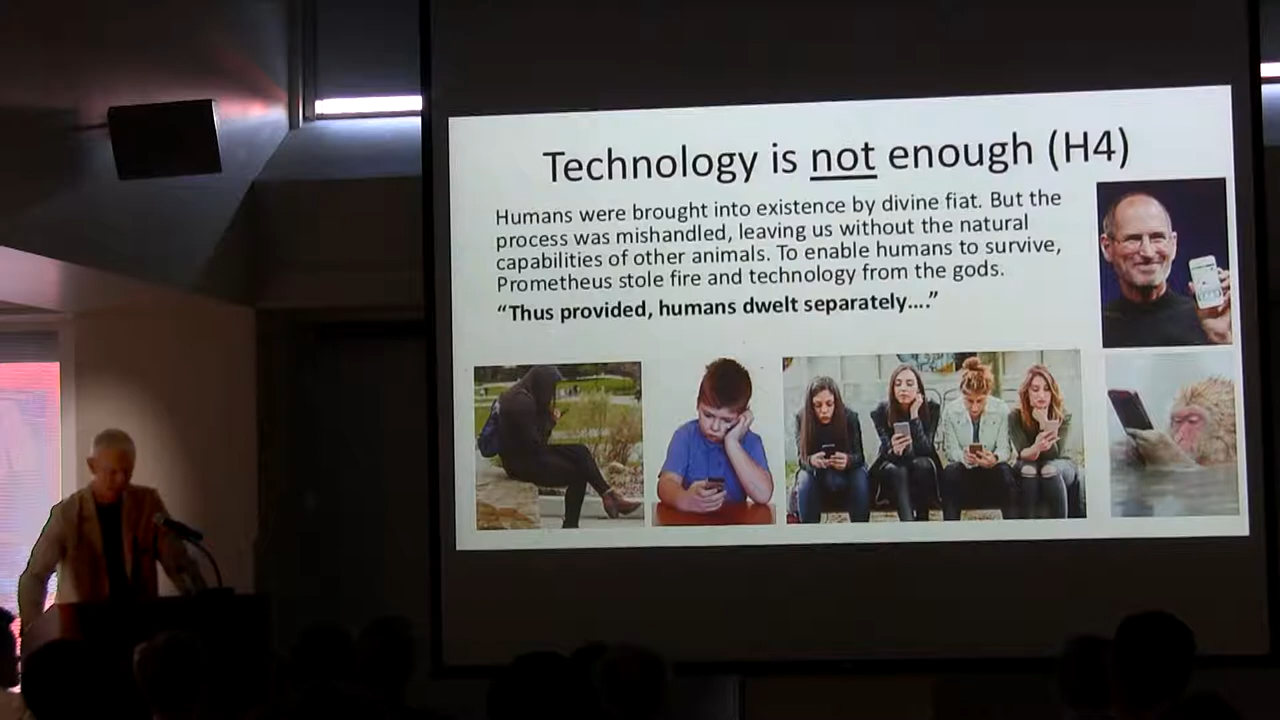 Technology is not enough (H4)
Humans were brought into existence by divine fiat. But the
process was mishandled, leaving us without the natural
capabilities of other animals. To enable humans to survive,
Prometheus stole fire and technology from the gods.
“Thus provided, humans dwelt separately....”